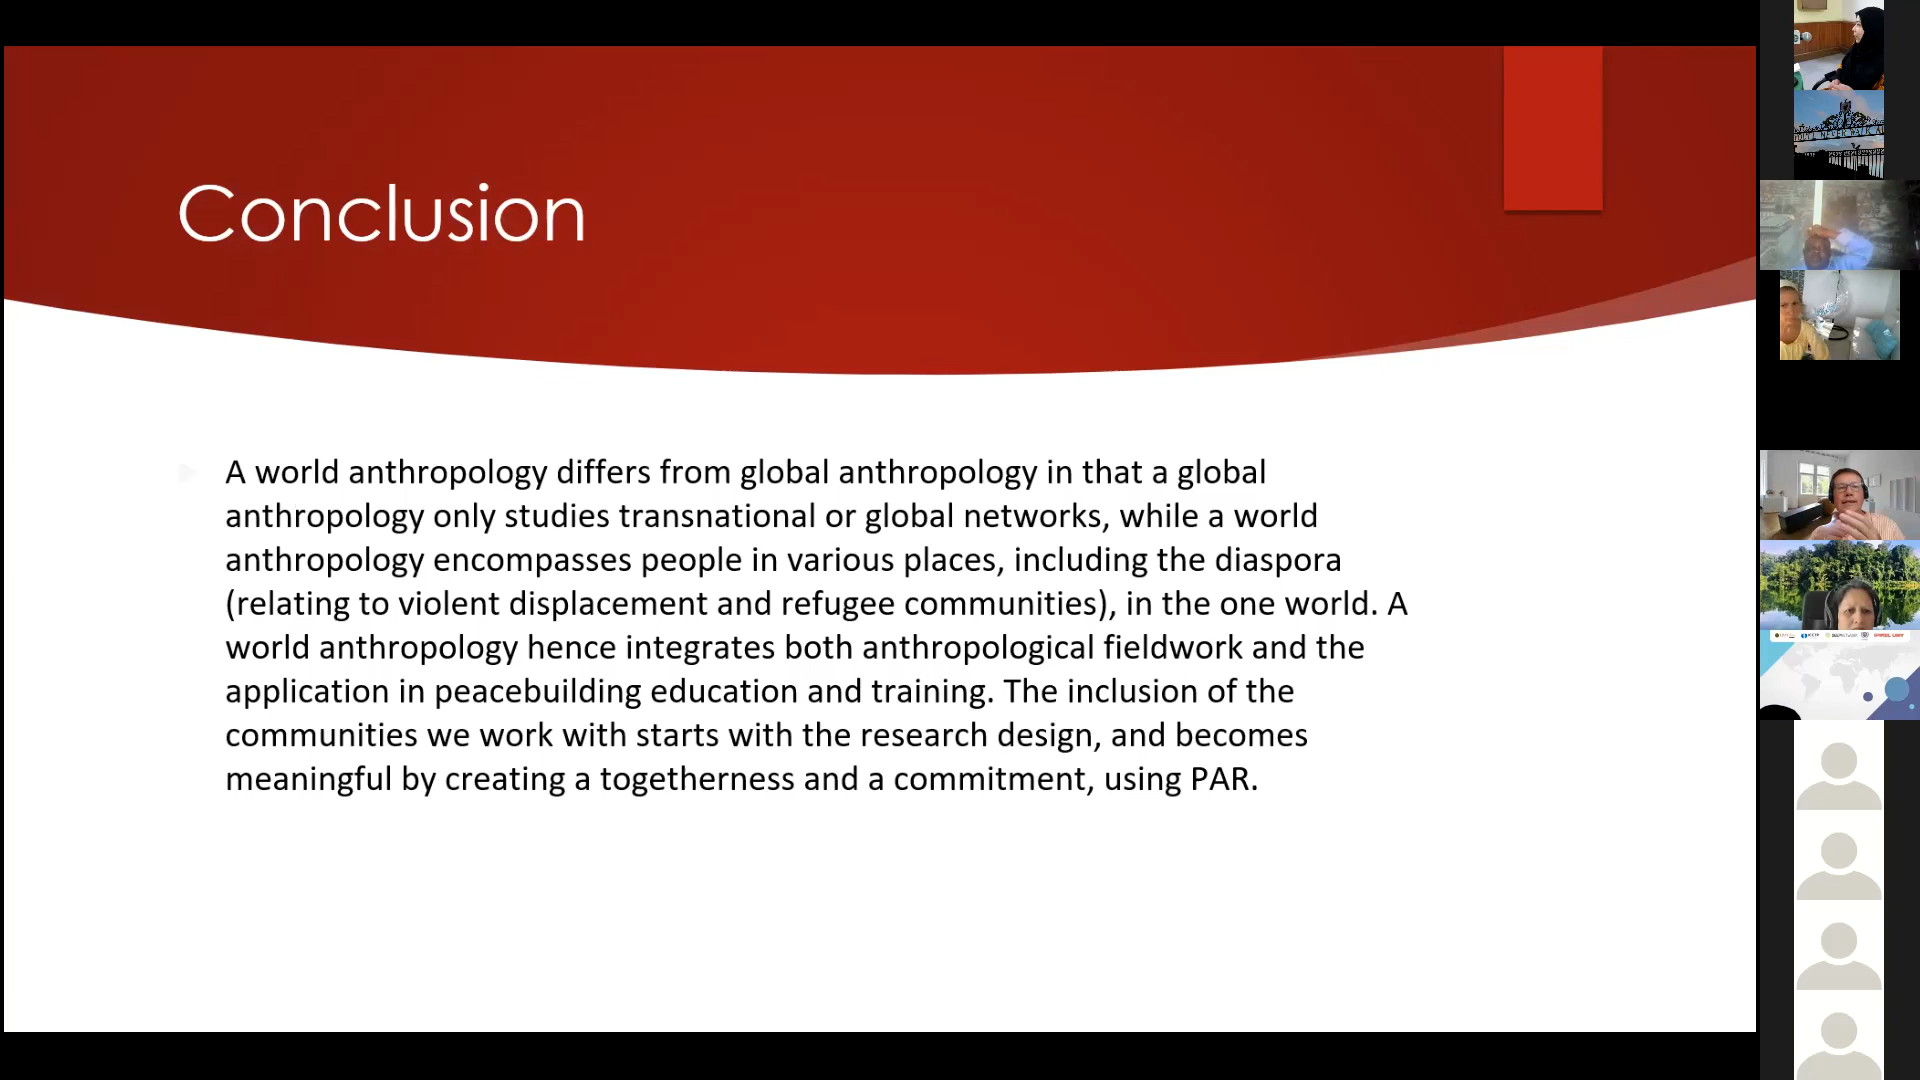 Conclusion
A world anthropology differs from global anthropology in that a global
anthropology only studies transnational or global networks, while a world
anthropology encompasses people in various places, including the diaspora
(relating to violent displacement and refugee communities), in the one world. A
world anthropology hence integrates both anthropological fieldwork and the
application in peacebuilding education and training. The inclusion of the
communities we work with starts with the research design, and becomes
meaningful by creating a togetherness and a commitment, using PAR.